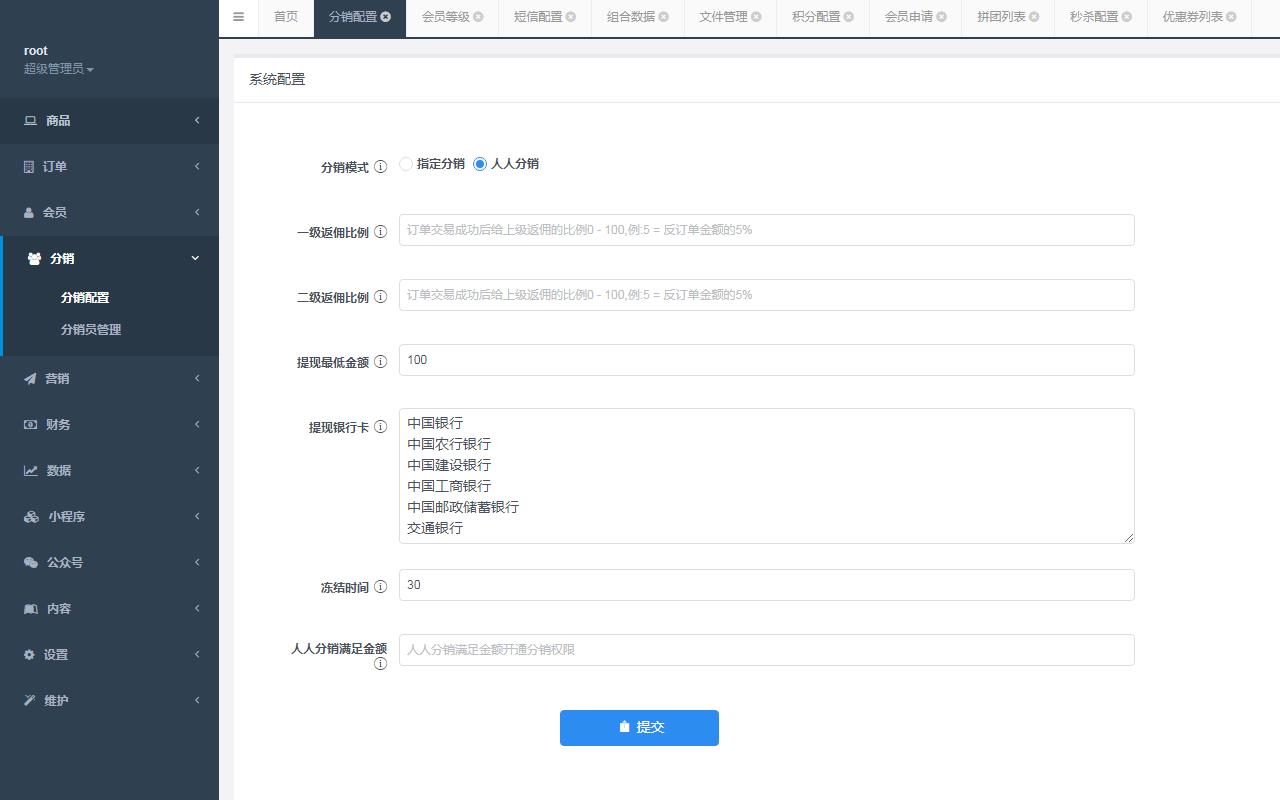 root
超级管理员
商品
订单
会员
分销
分销配置
分销员管理
营销
财务
数据
小程序
公众号
内容
设置
维护
首页 分销配置 会员等级 短信配置 组合数据 文件管理 积分配置 会员申请 拼团列表 秒杀配置 优惠券列表
系统配置
分销模式 指定分销 人人分销
一级返佣比例 订单交易成功后给上级返佣的比例0 - 100,例:5 = 反订单金额的5%
二级返佣比例 订单交易成功后给上级返佣的比例0 - 100,例:5 = 反订单金额的5%
提现最低金额 100
提现银行卡 中国银行
中国农行银行
中国建设银行
中国工商银行
中国邮政储蓄银行
交通银行
冻结时间 30
人人分销满足金额 人人分销满足金额开通分销权限
提交